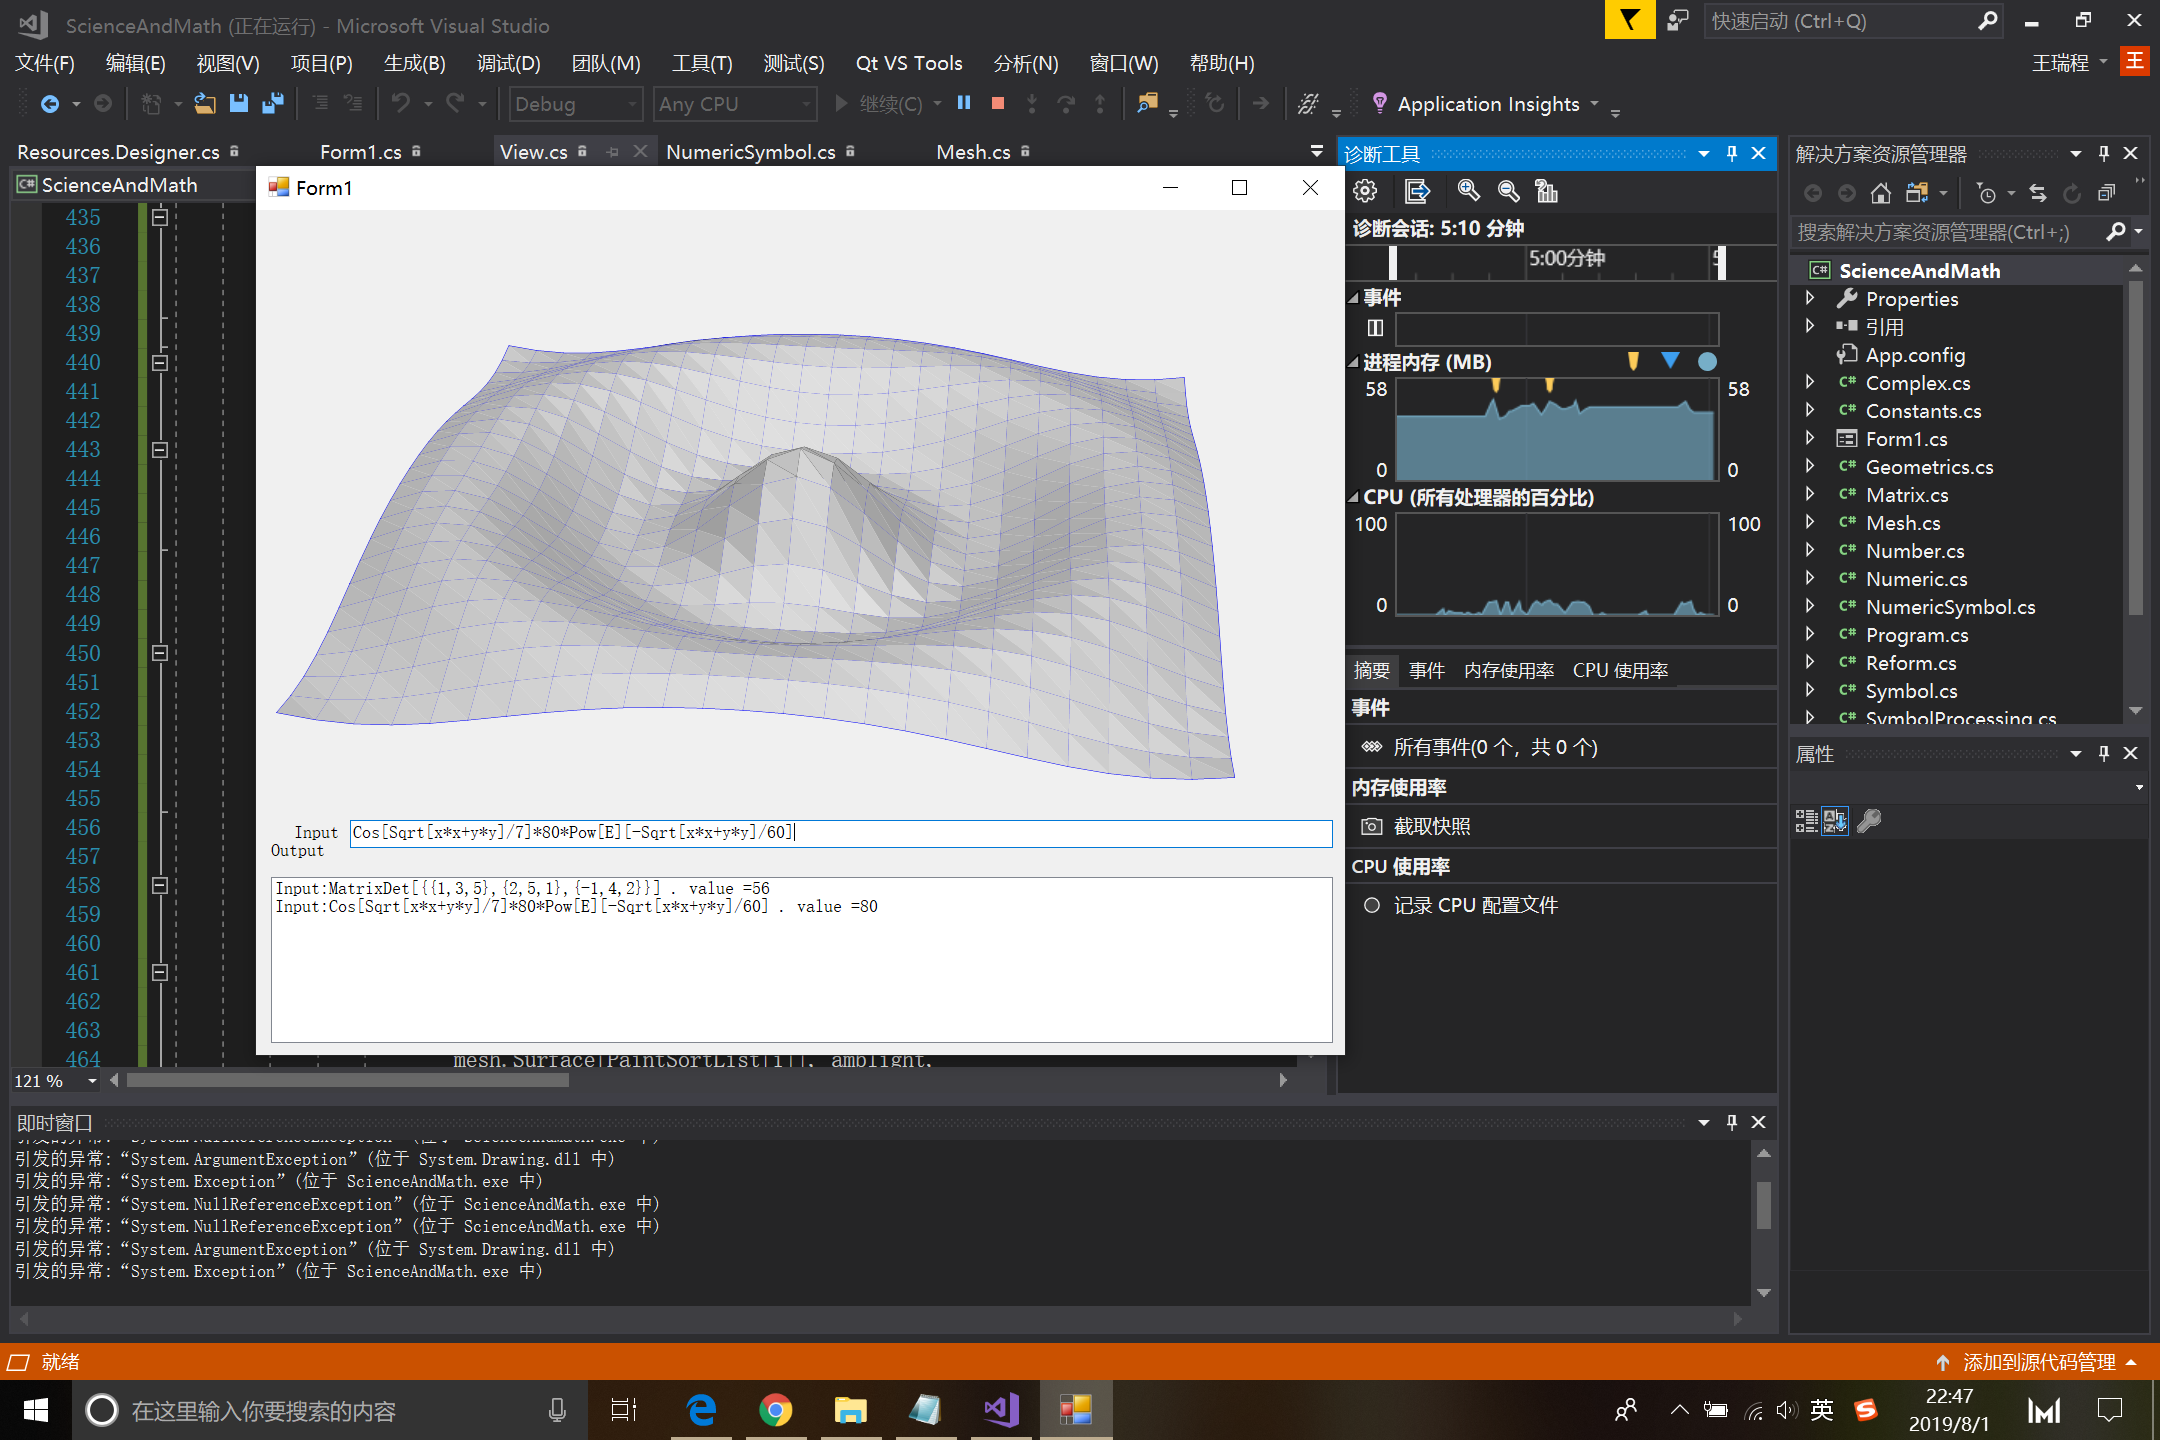 ScienceAndMath (正在运行) - Microsoft Visual Studio
快速启动 (Ctrl+Q)
文件(F) 编辑(E) 视图(V) 项目(P) 生成(B) 调试(D) 团队(M) 工具(T) 测试(S) Qt VS Tools 分析(N) 窗口(W) 帮助(H)
王瑞程 王
Debug Any CPU 继续(C) Application Insights
Resources.Designer.cs Form1.cs View.cs NumericSymbol.cs Mesh.cs
C# ScienceAndMath
435
436
437
438
439
440
441
442
443
444
445
446
447
448
449
450
451
452
453
454
455
456
457
458
459
460
461
462
463
464
Form1
Input Cos[Sqrt[x*x+y*y]/7]*80*Pow[E][-Sqrt[x*x+y*y]/60]
Output
Input:MatrixDet[{{1,3,5},{2,5,1},{-1,4,2}}] . value =56
Input:Cos[Sqrt[x*x+y*y]/7]*80*Pow[E][-Sqrt[x*x+y*y]/60] . value =80
mesh.Surface[PaintSortList[i]], amblight,
121 %
诊断工具
诊断会话: 5:10 分钟
5:00分钟
事件
进程内存 (MB)
58 58
0 0
CPU (所有处理器的百分比)
100 100
0 0
摘要 事件 内存使用率 CPU 使用率
事件
所有事件(0 个，共 0 个)
内存使用率
截取快照
CPU 使用率
记录 CPU 配置文件
解决方案资源管理器
搜索解决方案资源管理器(Ctrl+;)
C# ScienceAndMath
Properties
引用
App.config
C# Complex.cs
C# Constants.cs
Form1.cs
C# Geometrics.cs
C# Matrix.cs
C# Mesh.cs
C# Number.cs
C# Numeric.cs
C# NumericSymbol.cs
C# Program.cs
C# Reform.cs
C# Symbol.cs
C# SymbolProcessing.cs
属性
即时窗口
引发的异常:“System.NullReferenceException”(位于 ScienceAndMath.exe 中)
引发的异常:“System.ArgumentException”(位于 System.Drawing.dll 中)
引发的异常:“System.Exception”(位于 ScienceAndMath.exe 中)
引发的异常:“System.NullReferenceException”(位于 ScienceAndMath.exe 中)
引发的异常:“System.NullReferenceException”(位于 ScienceAndMath.exe 中)
引发的异常:“System.ArgumentException”(位于 System.Drawing.dll 中)
引发的异常:“System.Exception”(位于 ScienceAndMath.exe 中)
就绪
添加到源代码管理
在这里输入你要搜索的内容
英
22:47
2019/8/1